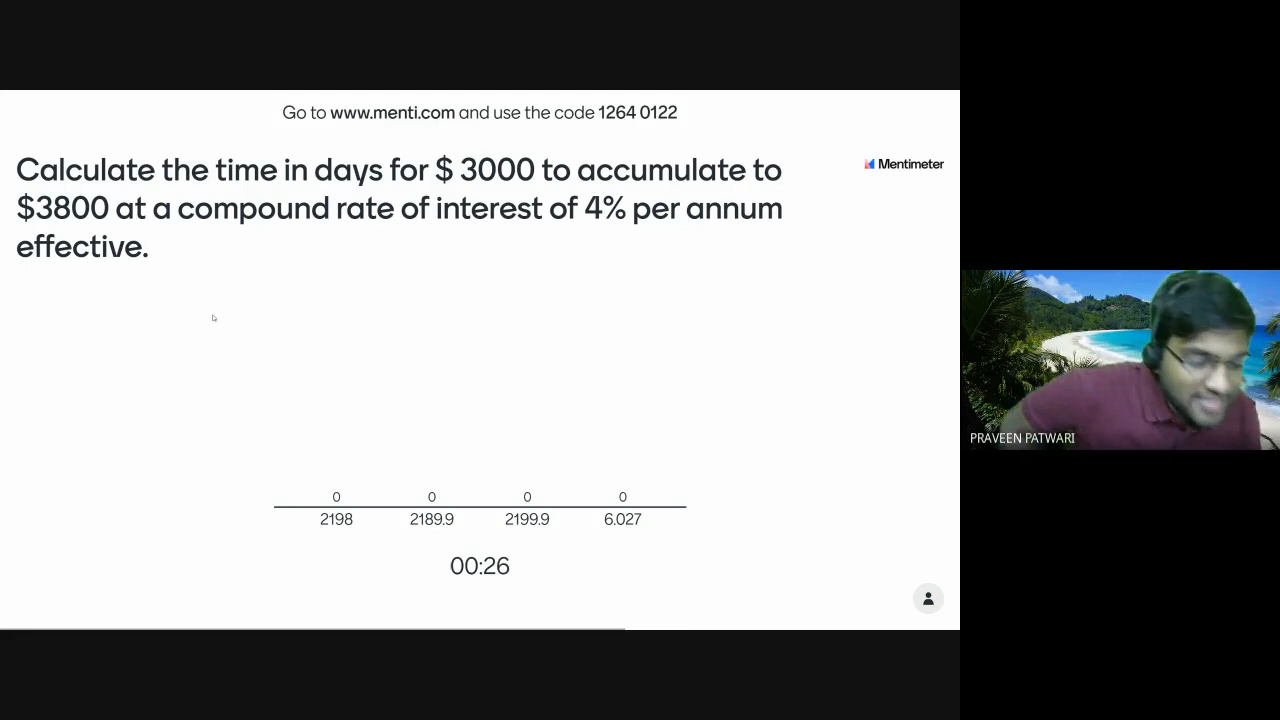 Go to www.menti.com and use the code 1264 0122
Mentimeter
Calculate the time in days for $ 3000 to accumulate to
$3800 at a compound rate of interest of 4% per annum
effective.
0 0 0 0
2198 2189.9 2199.9 6.027
00:26
PRAVEEN PATWARI